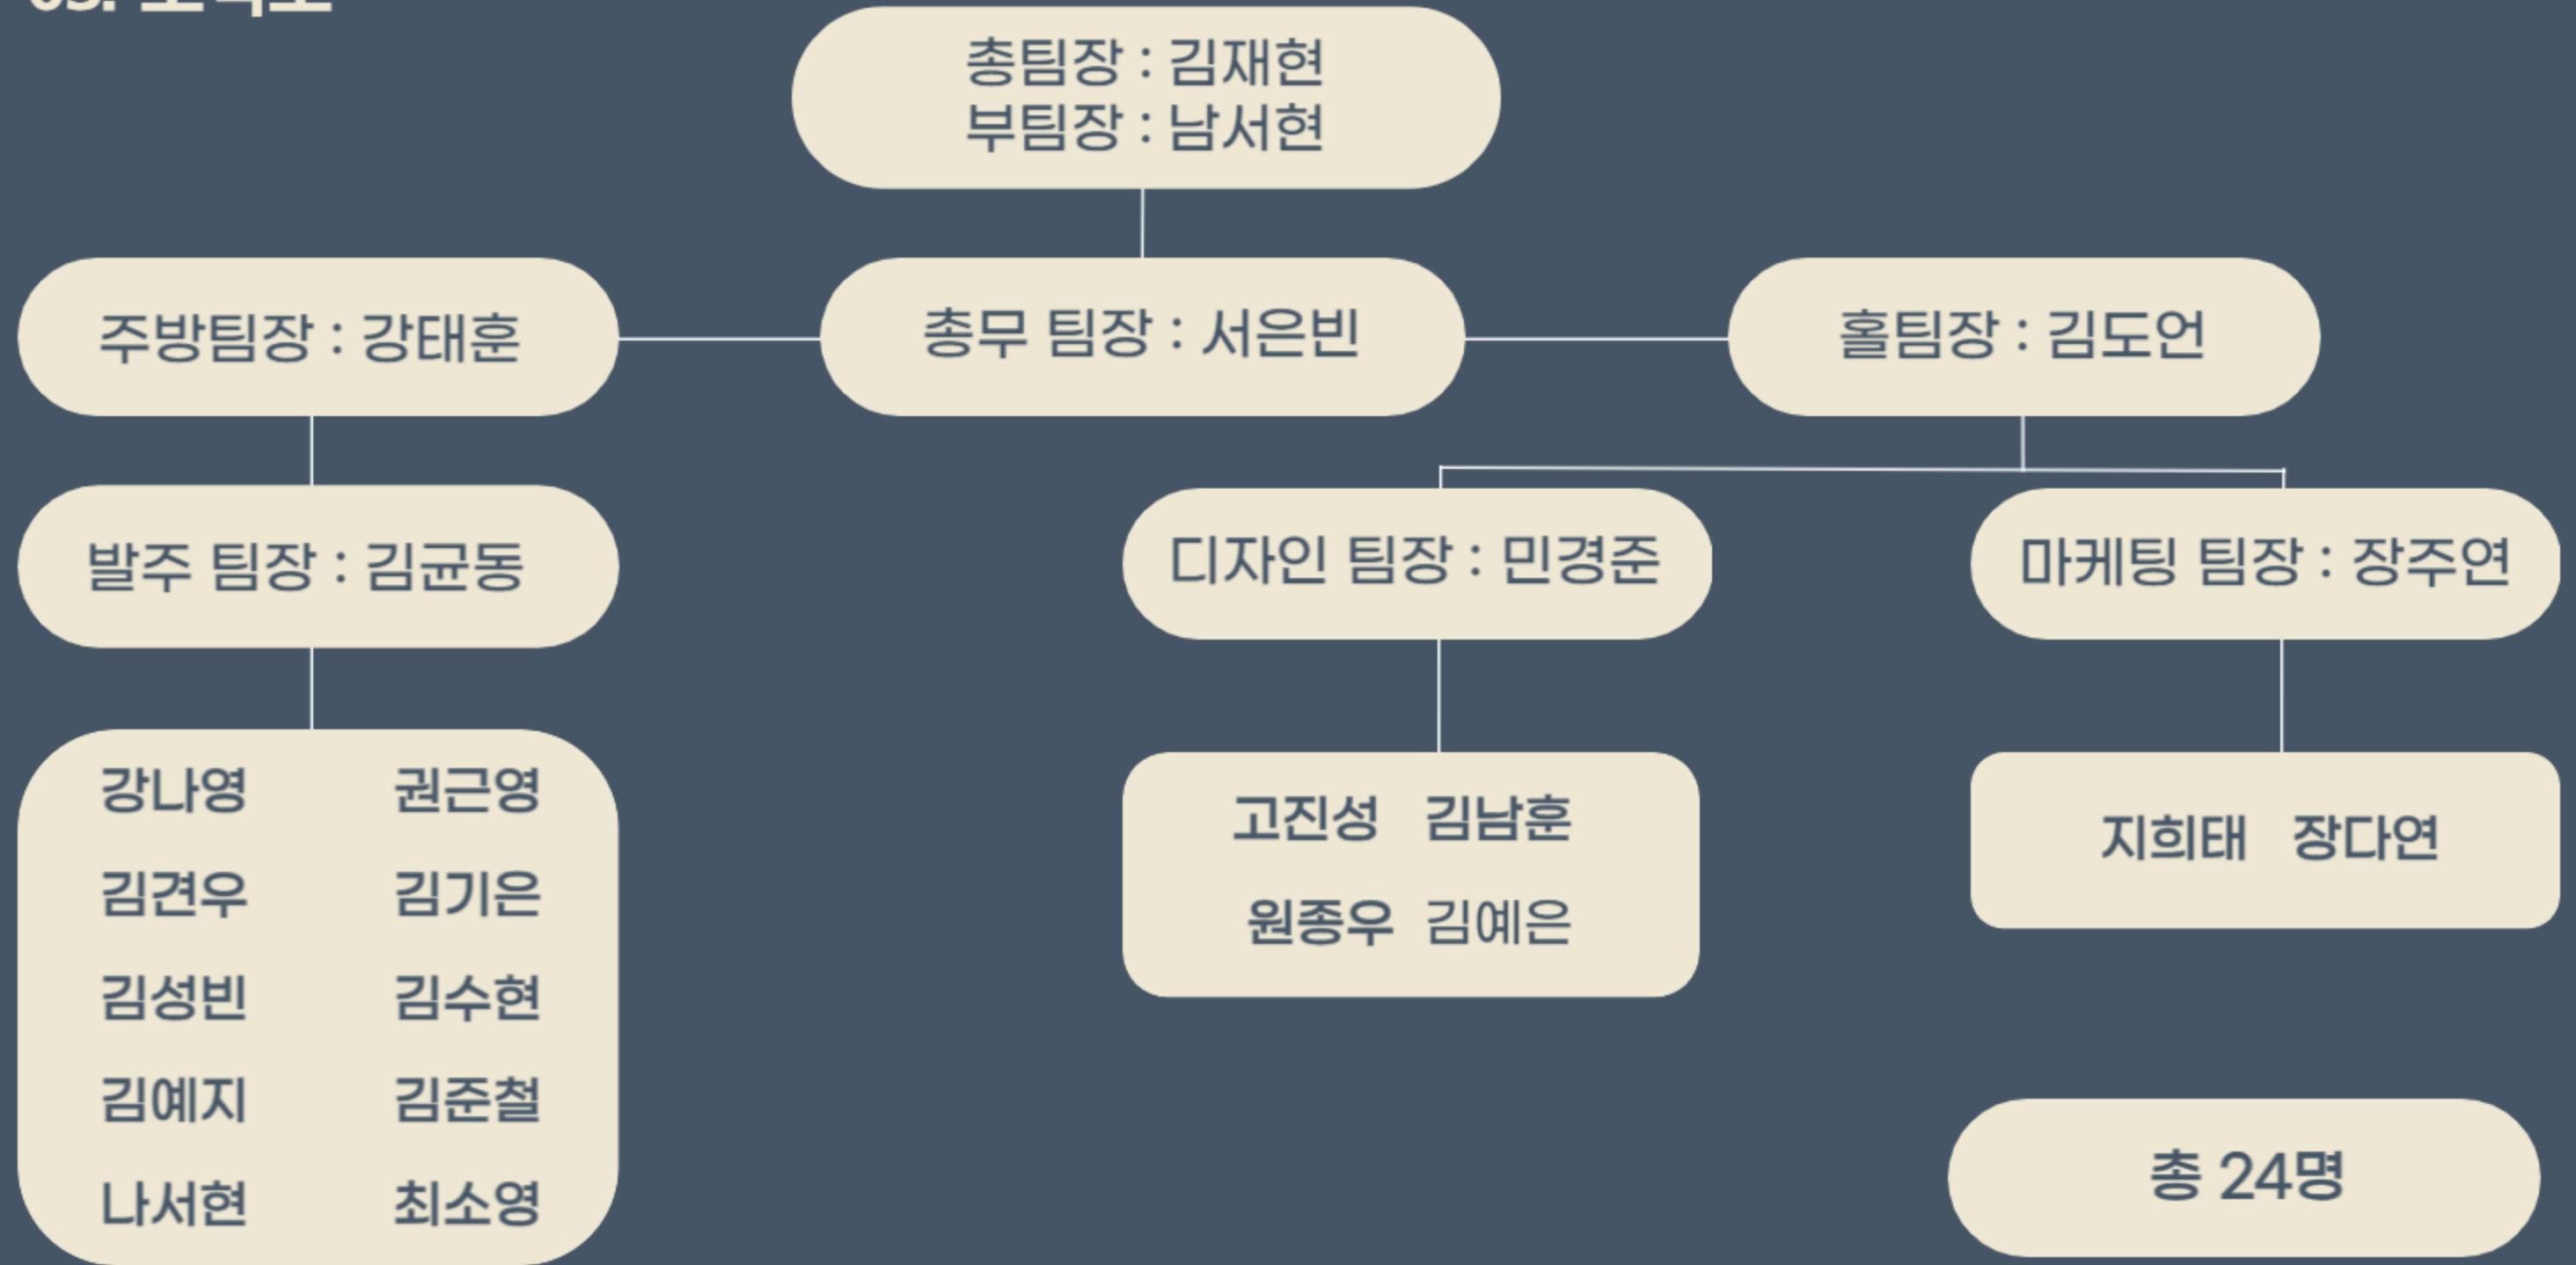 총팀장 : 김재현
부팀장 : 남서현
주방팀장 : 강태훈
총무 팀장 : 서은빈
홀팀장 : 김도언
발주 팀장 : 김균동
디자인 팀장 : 민경준
마케팅 팀장 : 장주연
강나영 권근영
김견우 김기은
김성빈 김수현
김예지 김준철
나서현 최소영
고진성 김남훈
원종우 김예은
지희태 장다연
총 24명